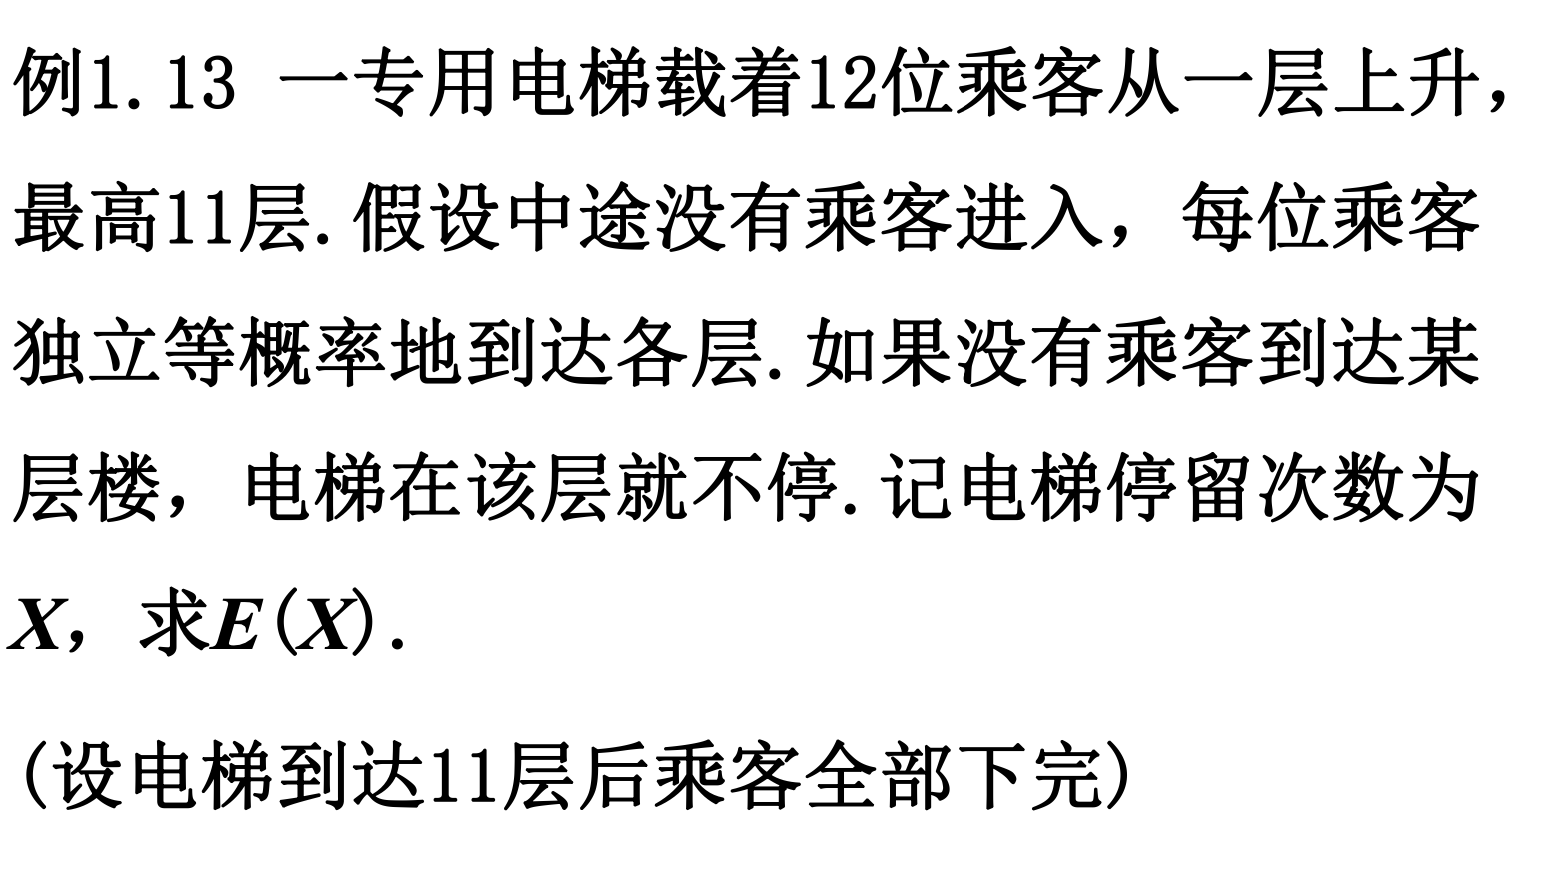 例1.13 一专用电梯载着12位乘客从一层上升，
最高11层.假设中途没有乘客进入，每位乘客
独立等概率地到达各层.如果没有乘客到达某
层楼，电梯在该层就不停.记电梯停留次数为
X，求E(X).
(设电梯到达11层后乘客全部下完)